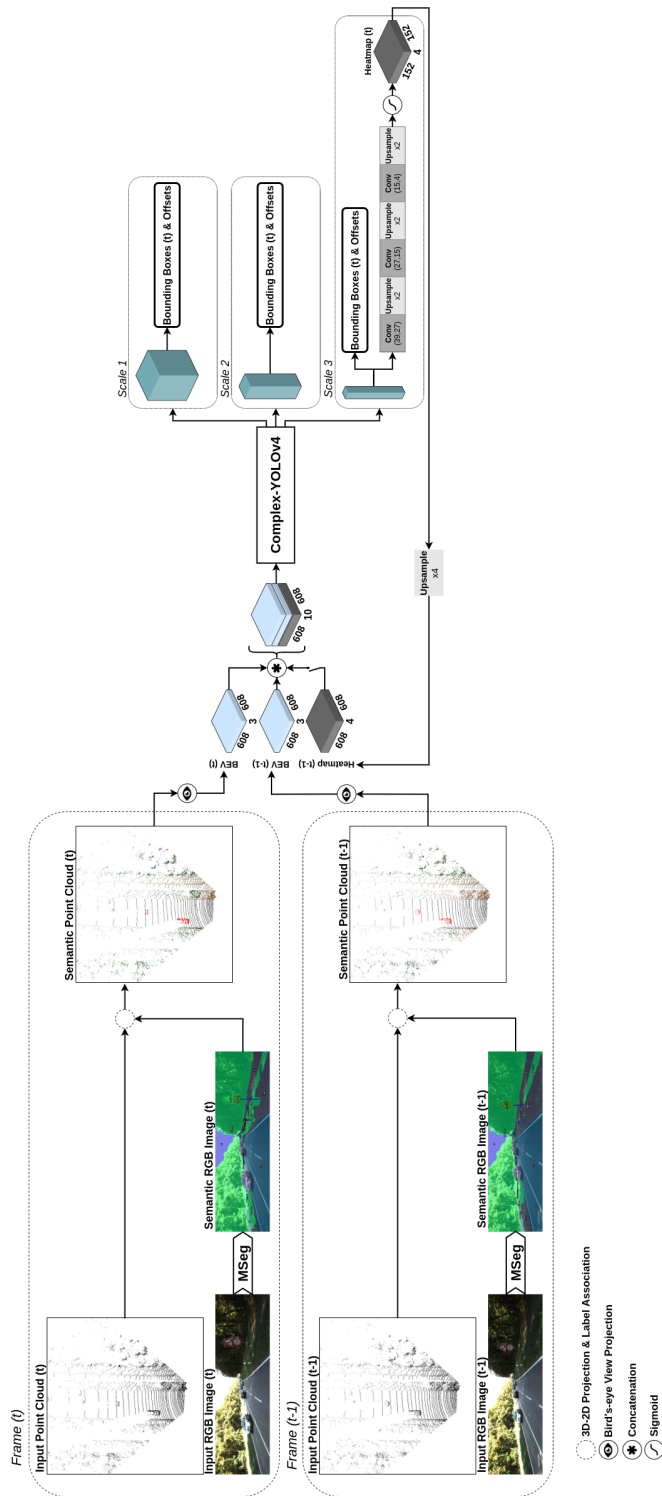 Frame (t)
Input Point Cloud (t)
Input RGB Image (t)
MSeg
Semantic RGB Image (t)
Semantic Point Cloud (t)
Frame (t-1)
Input Point Cloud (t-1)
Input RGB Image (t-1)
MSeg
Semantic RGB Image (t-1)
Semantic Point Cloud (t-1)
BEV (t)
608
608
3
BEV (t-1)
608
608
3
Heatmap (t-1)
608
608
4
608
608
10
Complex-YOLOv4
Scale 1
Bounding Boxes (t) & Offsets
Scale 2
Bounding Boxes (t) & Offsets
Scale 3
Bounding Boxes (t) & Offsets
Conv
(39,27)
Upsample
x2
Conv
(27,15)
Upsample
x2
Conv
(15,4)
Upsample
x2
Heatmap (t)
152
152
4
Upsample
x4
3D-2D Projection & Label Association
Bird's-eye View Projection
Concatenation
Sigmoid